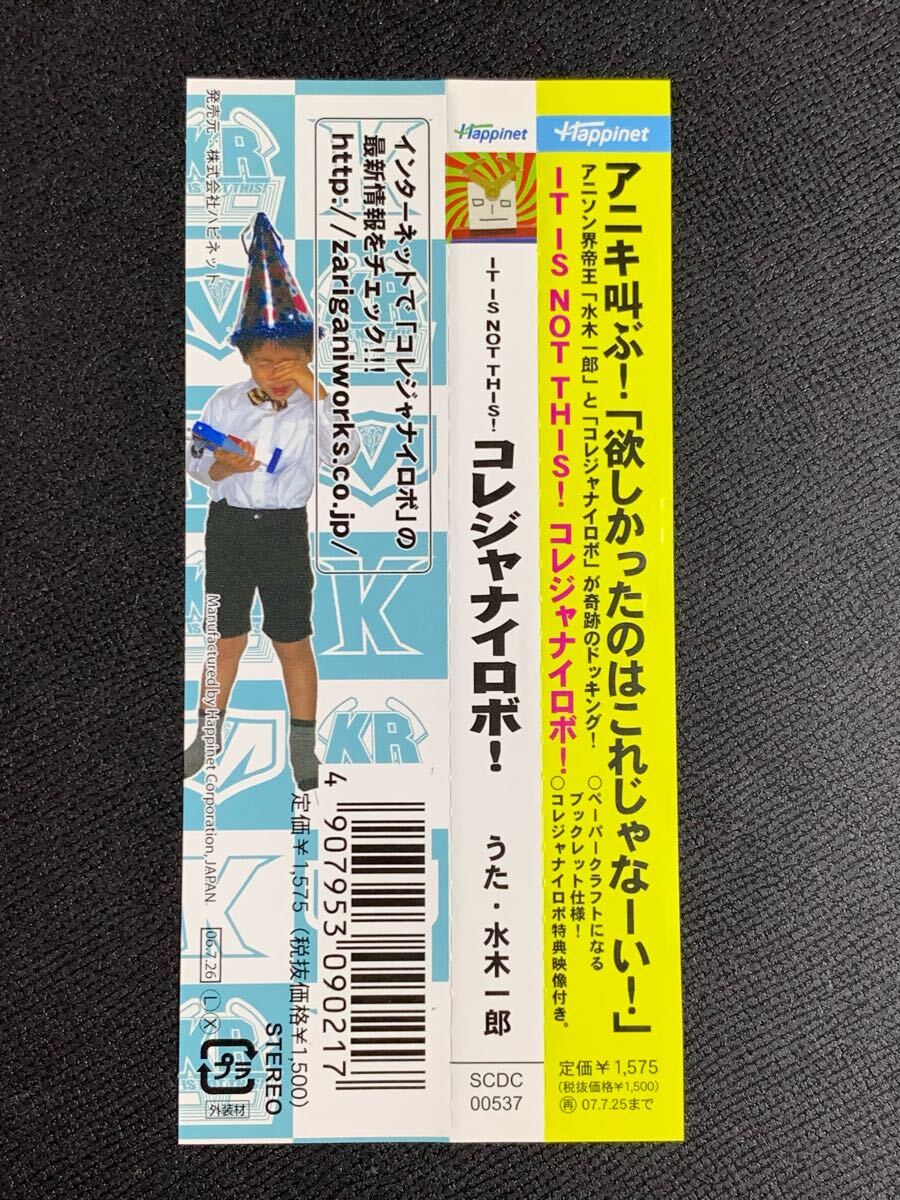 Happinet
アニキ叫ぶ！「欲しかったのはこれじゃなーい！」
アニソン界帝王「水木一郎」と「コレジャナイロボ」が奇跡のドッキング！
IT IS NOT THIS! コレジャナイロボ！
○ペーパークラフトになる
ブックレット仕様！
○コレジャナイロボ特典映像付き。
定価￥1,575
(税抜価格￥1,500)
再 07.7.25まで
Happinet
IT IS NOT THIS!
コレジャナイロボ！
うた・水木一郎
SCDC
00537
インターネットで「コレジャナイロボ」の
最新情報をチェック!!!
http://zariganiworks.co.jp/
KR
K
KR
K
4 907953 090217
定価￥1,575（税抜価格￥1,500）
STEREO
発売元：株式会社ハピネット
Manufactured by Happinet Corporation, JAPAN.
06.7.26
L X
プラ
外装材